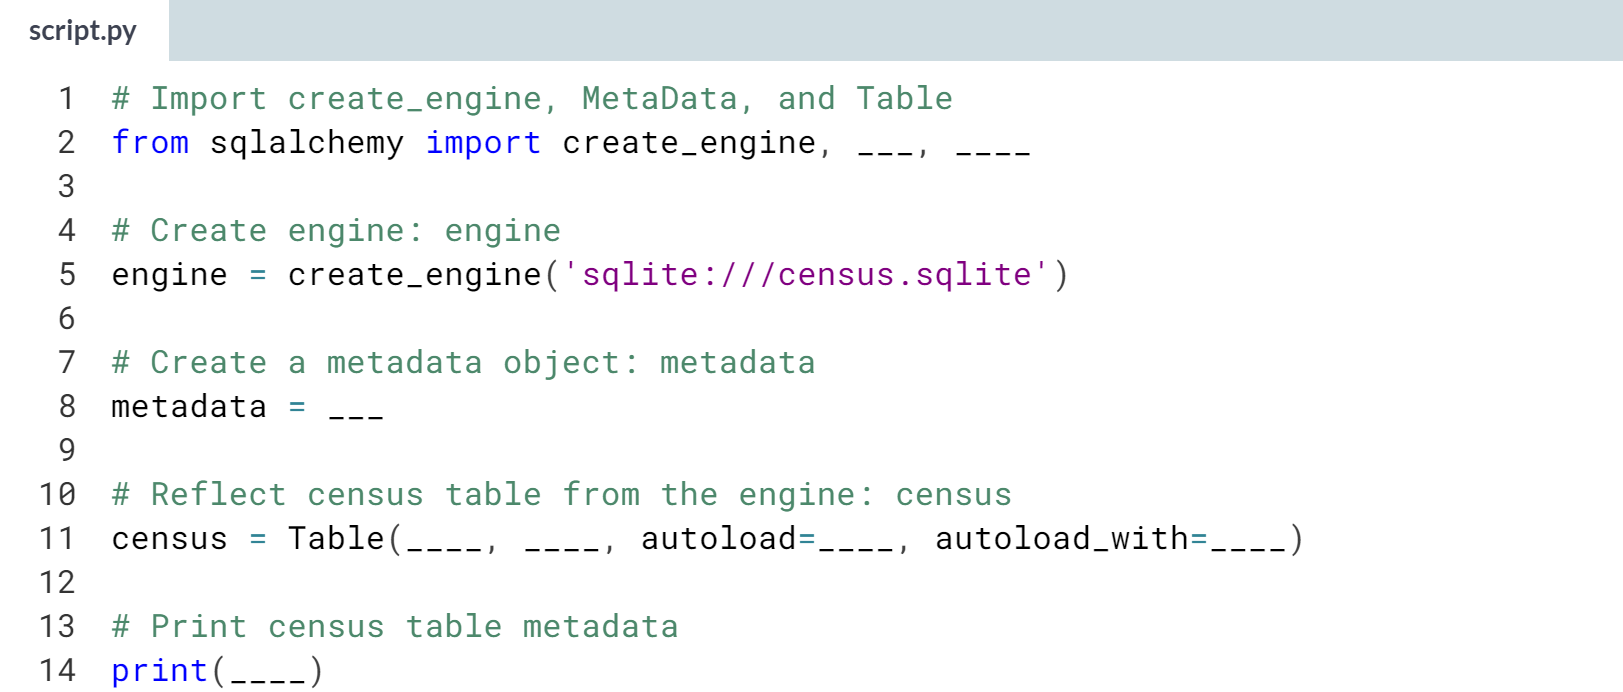 script.py
1 # Import create_engine, MetaData, and Table
2 from sqlalchemy import create_engine, ___, ____
3
4 # Create engine: engine
5 engine = create_engine('sqlite:///census.sqlite')
6
7 # Create a metadata object: metadata
8 metadata = ___
9
10 # Reflect census table from the engine: census
11 census = Table(____, ____, autoload=____, autoload_with=____)
12
13 # Print census table metadata
14 print(____)